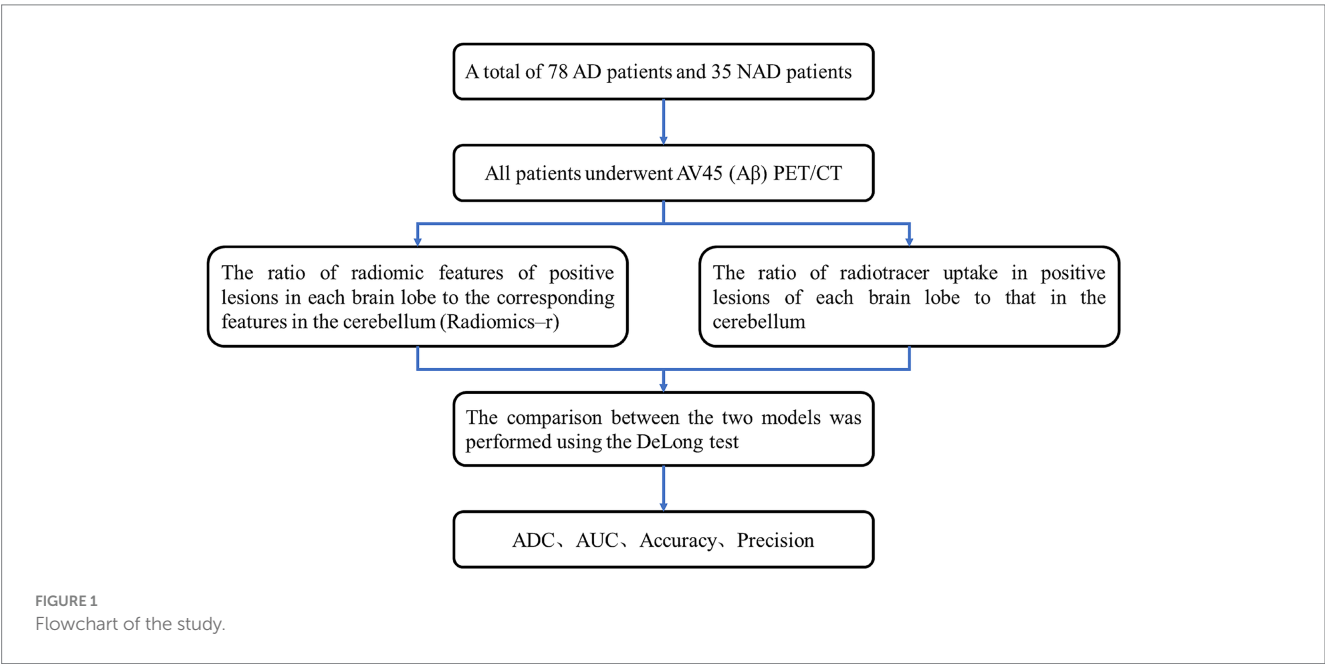 A total of 78 AD patients and 35 NAD patients
All patients underwent AV45 (Aβ) PET/CT
The ratio of radiomic features of positive
lesions in each brain lobe to the corresponding
features in the cerebellum (Radiomics–r)
The ratio of radiotracer uptake in positive
lesions of each brain lobe to that in the
cerebellum
The comparison between the two models was
performed using the DeLong test
ADC、AUC、Accuracy、Precision
FIGURE 1
Flowchart of the study.